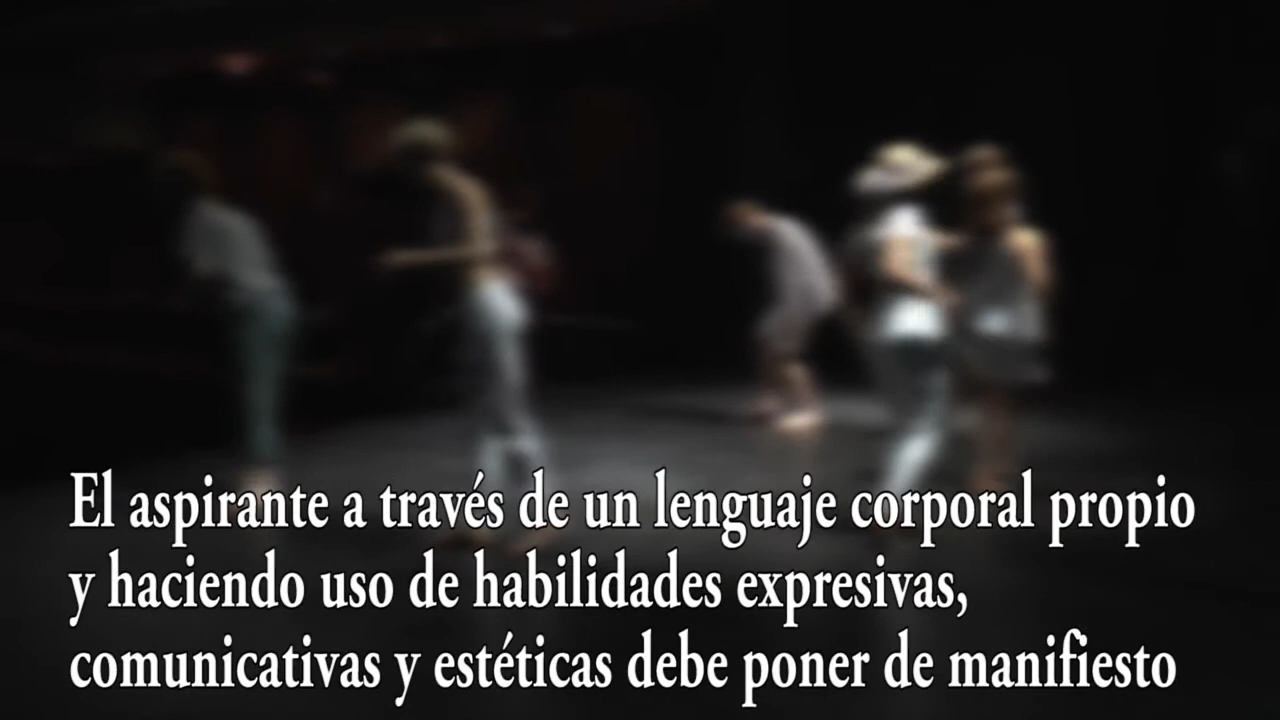 El aspirante a través de un lenguaje corporal propio
y haciendo uso de habilidades expresivas,
comunicativas y estéticas debe poner de manifiesto